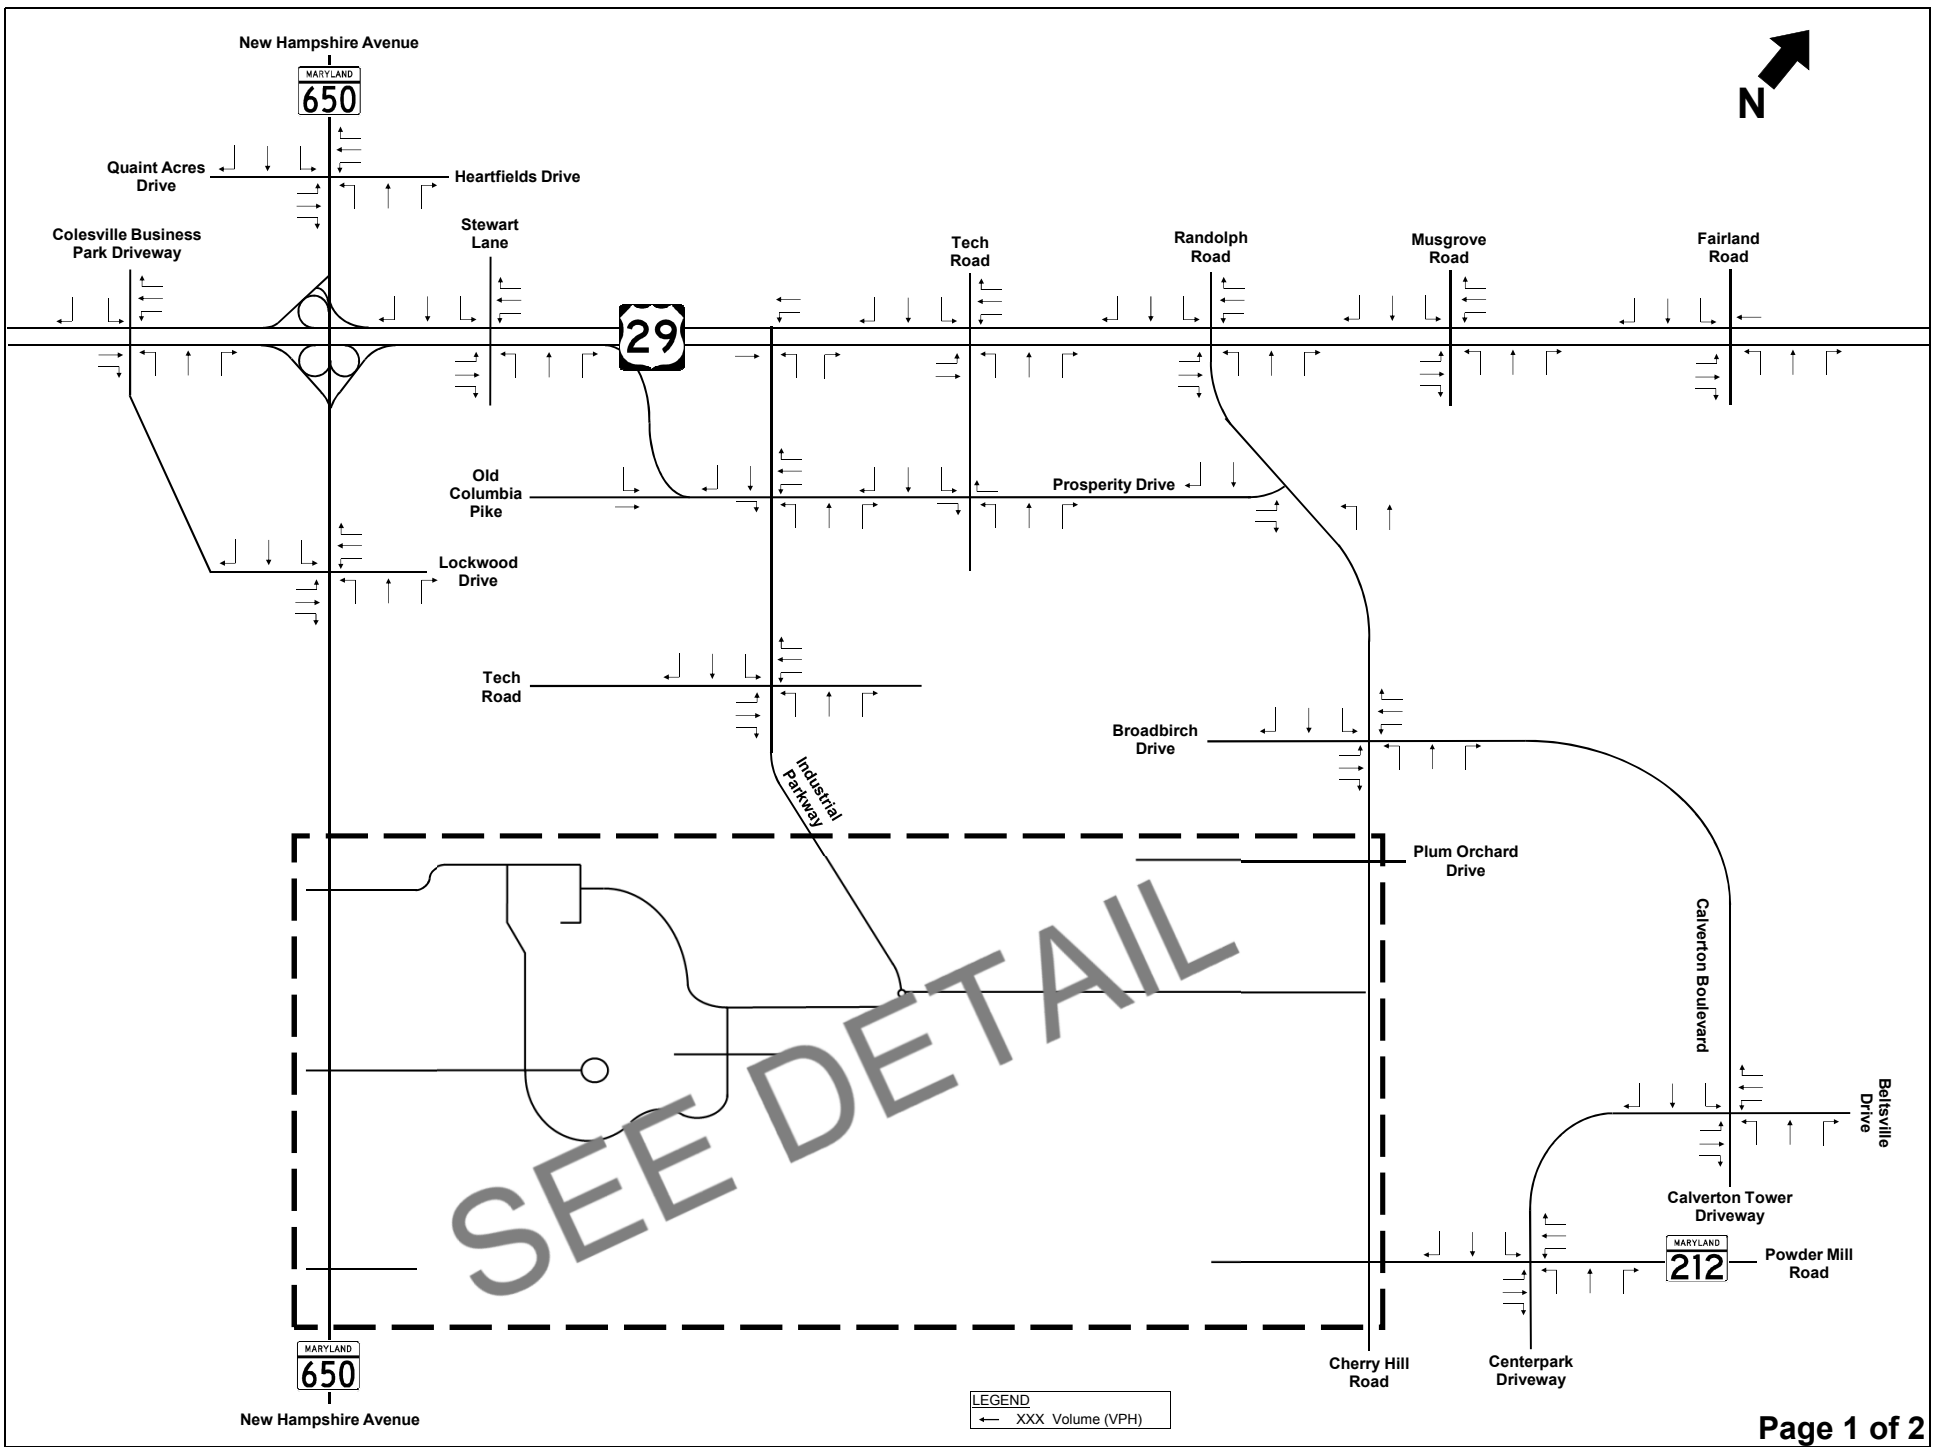 New Hampshire Avenue
MARYLAND
650
N
Quaint Acres
Drive
Heartfields Drive
Colesville Business
Park Driveway
Stewart
Lane
Tech
Road
Randolph
Road
Musgrove
Road
Fairland
Road
29
Old
Columbia
Pike
Prosperity Drive
Lockwood
Drive
Tech
Road
Broadbirch
Drive
Industrial
Parkway
Plum Orchard
Drive
Calverton Boulevard
SEE DETAIL
Beltsville
Drive
Calverton Tower
Driveway
MARYLAND
212
Powder Mill
Road
MARYLAND
650
New Hampshire Avenue
Cherry Hill
Road
Centerpark
Driveway
LEGEND
XXX Volume (VPH)
Page 1 of 2